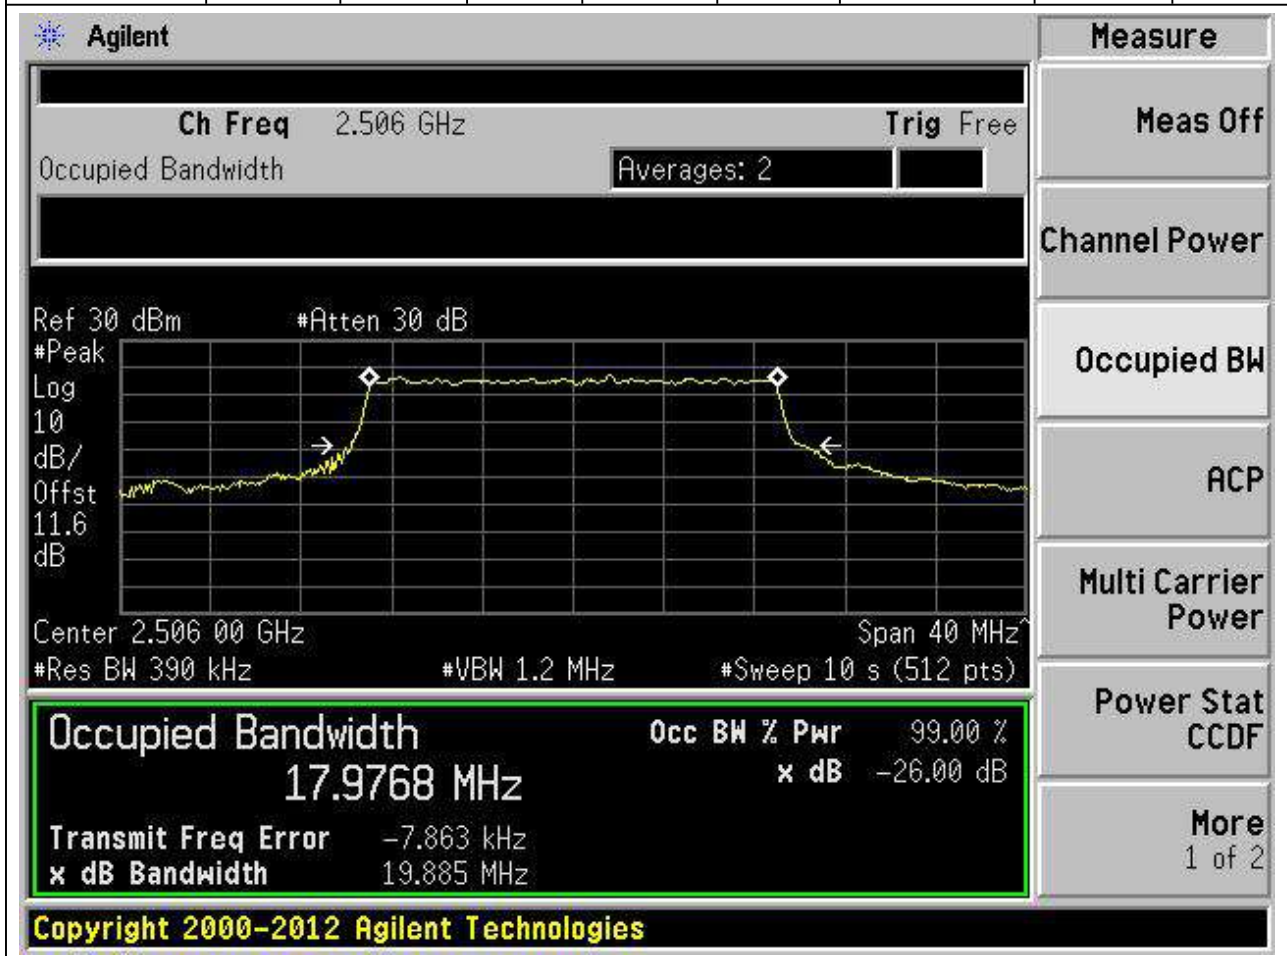 Agilent
Measure
Ch Freq 2.506 GHz Trig Free
Meas Off
Occupied Bandwidth Averages: 2
Channel Power
Ref 30 dBm #Atten 30 dB
#Peak
Log
10
dB/
Offst
11.6
dB
Occupied BW
ACP
Center 2.506 00 GHz Span 40 MHz^
#Res BW 390 kHz #VBW 1.2 MHz #Sweep 10 s (512 pts)
Multi Carrier
Power
Occupied Bandwidth Occ BW % Pwr 99.00 %
17.9768 MHz x dB -26.00 dB
Transmit Freq Error -7.863 kHz
x dB Bandwidth 19.885 MHz
Power Stat
CCDF
More
1 of 2
Copyright 2000-2012 Agilent Technologies